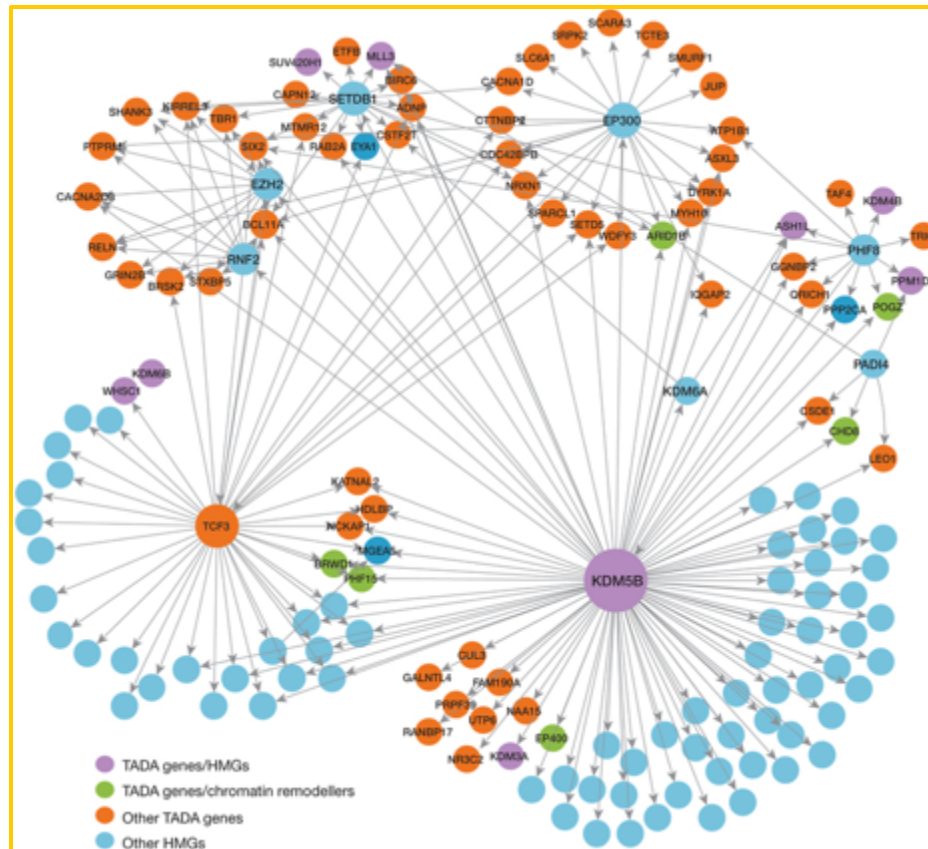 SCARA3
SRPK2
TCTE3
SLC6A1
SMURF1
JUP
ETFB
MLL3
SUV420H1
BIRC6
CACNA1D
CAPN12
SETDB1
ADNP
SHANK3
KIRREL3
TBR1
MTMR12
CSTF2T
CTTNBP2
EP300
ATP1B1
PTPRM
SIX2
RAB2A
EYA1
CDC42BPB
ASXL3
EZH2
NRXN1
DYRK1A
CACNA2D3
TAF4
KDM4B
BCL11A
SPARCL1
MYH10
SETD5
WDFY3
ARID1B
ASH1L
RELN
RNF2
PHF8
GRIN2B
BRSK2
STXBP5
GGNBP2
PPM1D
IQGAP2
QRICH1
PPP2CA
POGZ
PADI4
KDM6B
WHSC1
KDM6A
CSDE1
CHD8
LEO1
KATNAL2
HDLBP
TCF3
NCKAP1
MGEA5
BRWD1
PHF15
KDM5B
CUL3
GALNTL4
FAM190A
PRPF39
NAA15
RANBP17
UTP6
EP400
NR3C2
KDM3A
TADA genes/HMGs
TADA genes/chromatin remodellers
Other TADA genes
Other HMGs